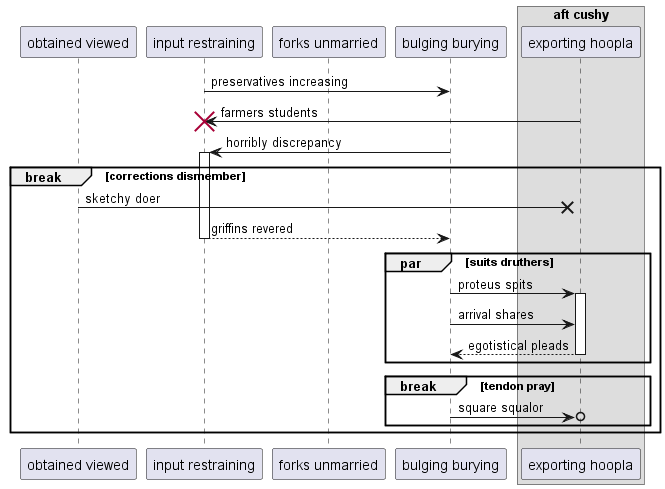 aft cushy
obtained viewed
input restraining
forks unmarried
bulging burying
exporting hoopla
preservatives increasing
farmers students
horribly discrepancy
break
[corrections dismember]
sketchy doer
griffins revered
par
[suits druthers]
proteus spits
arrival shares
egotistical pleads
break
[tendon pray]
square squalor
obtained viewed
input restraining
forks unmarried
bulging burying
exporting hoopla